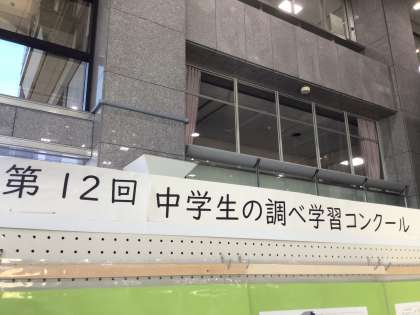 第12回 中学生の調べ学習コンクール